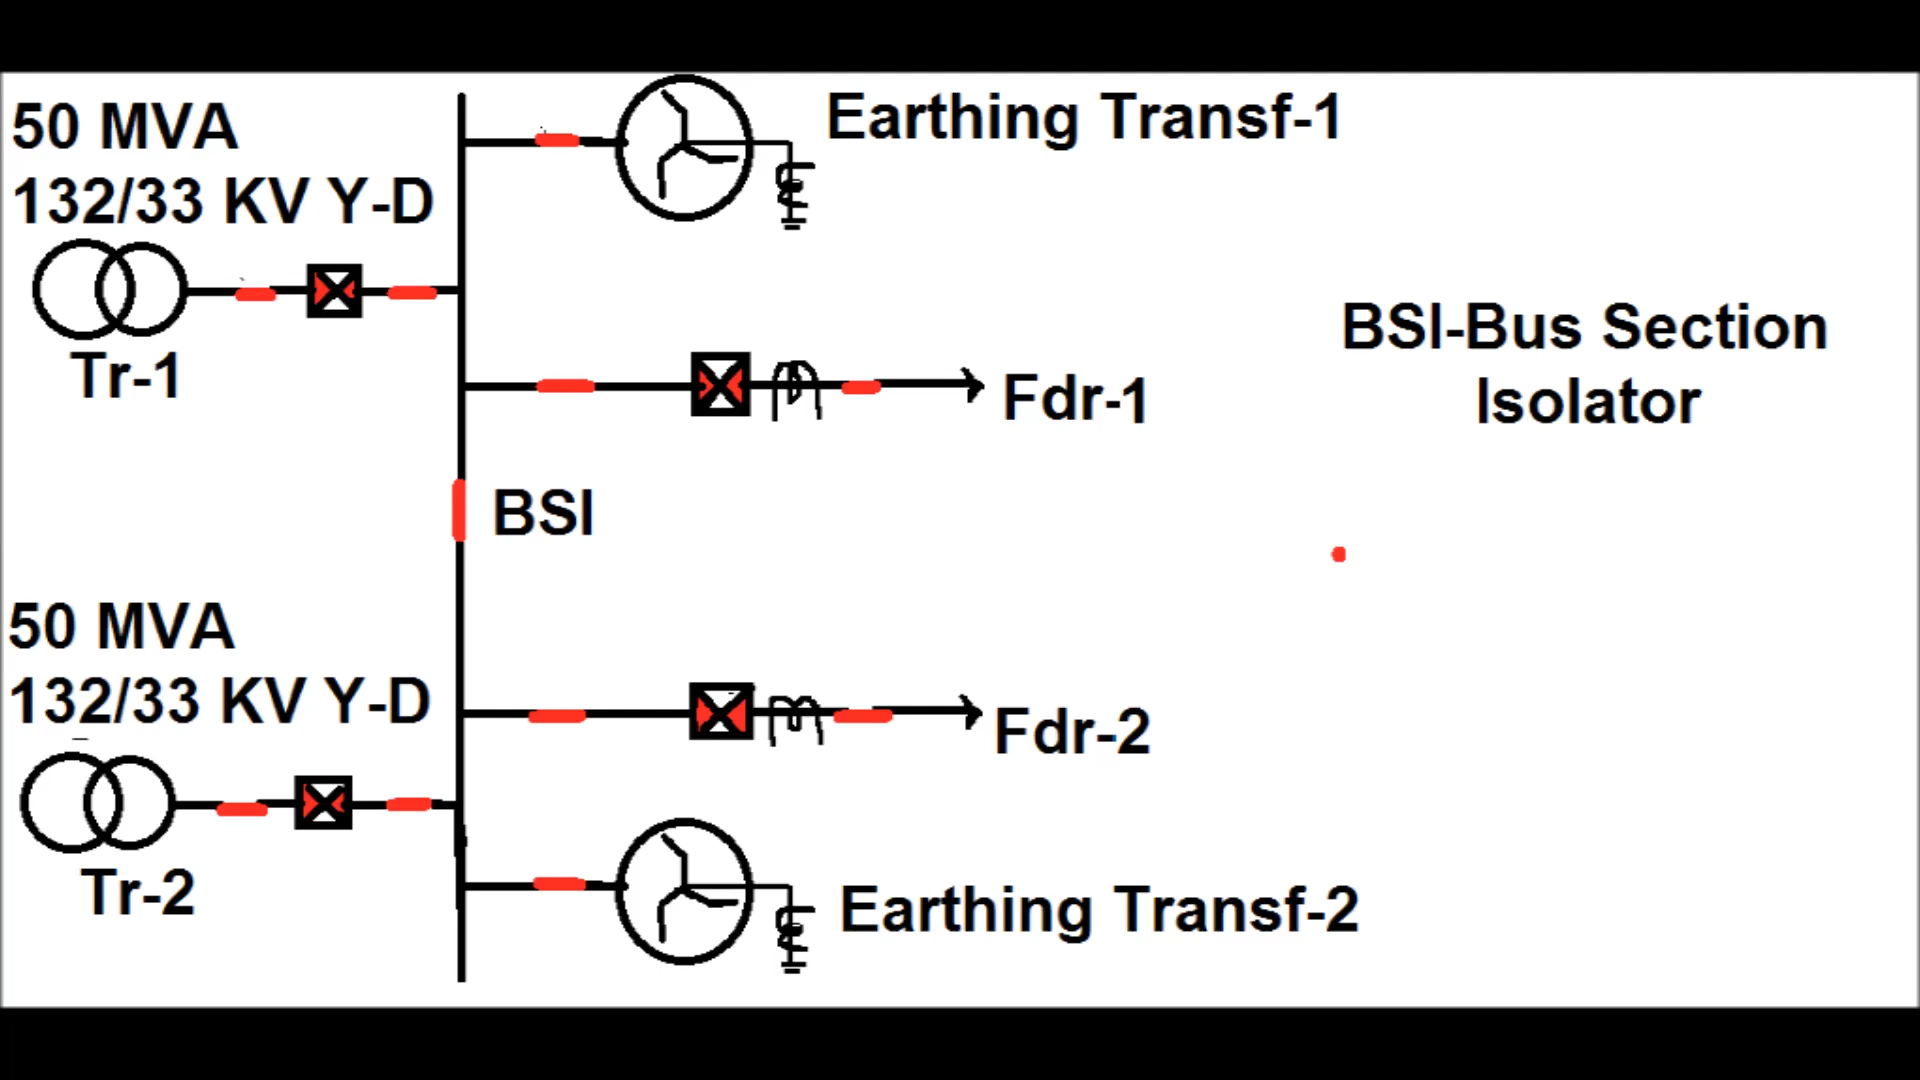 50 MVA
132/33 KV Y-D
Tr-1
Earthing Transf-1
Fdr-1
BSI-Bus Section
Isolator
BSI
50 MVA
132/33 KV Y-D
Tr-2
Fdr-2
Earthing Transf-2